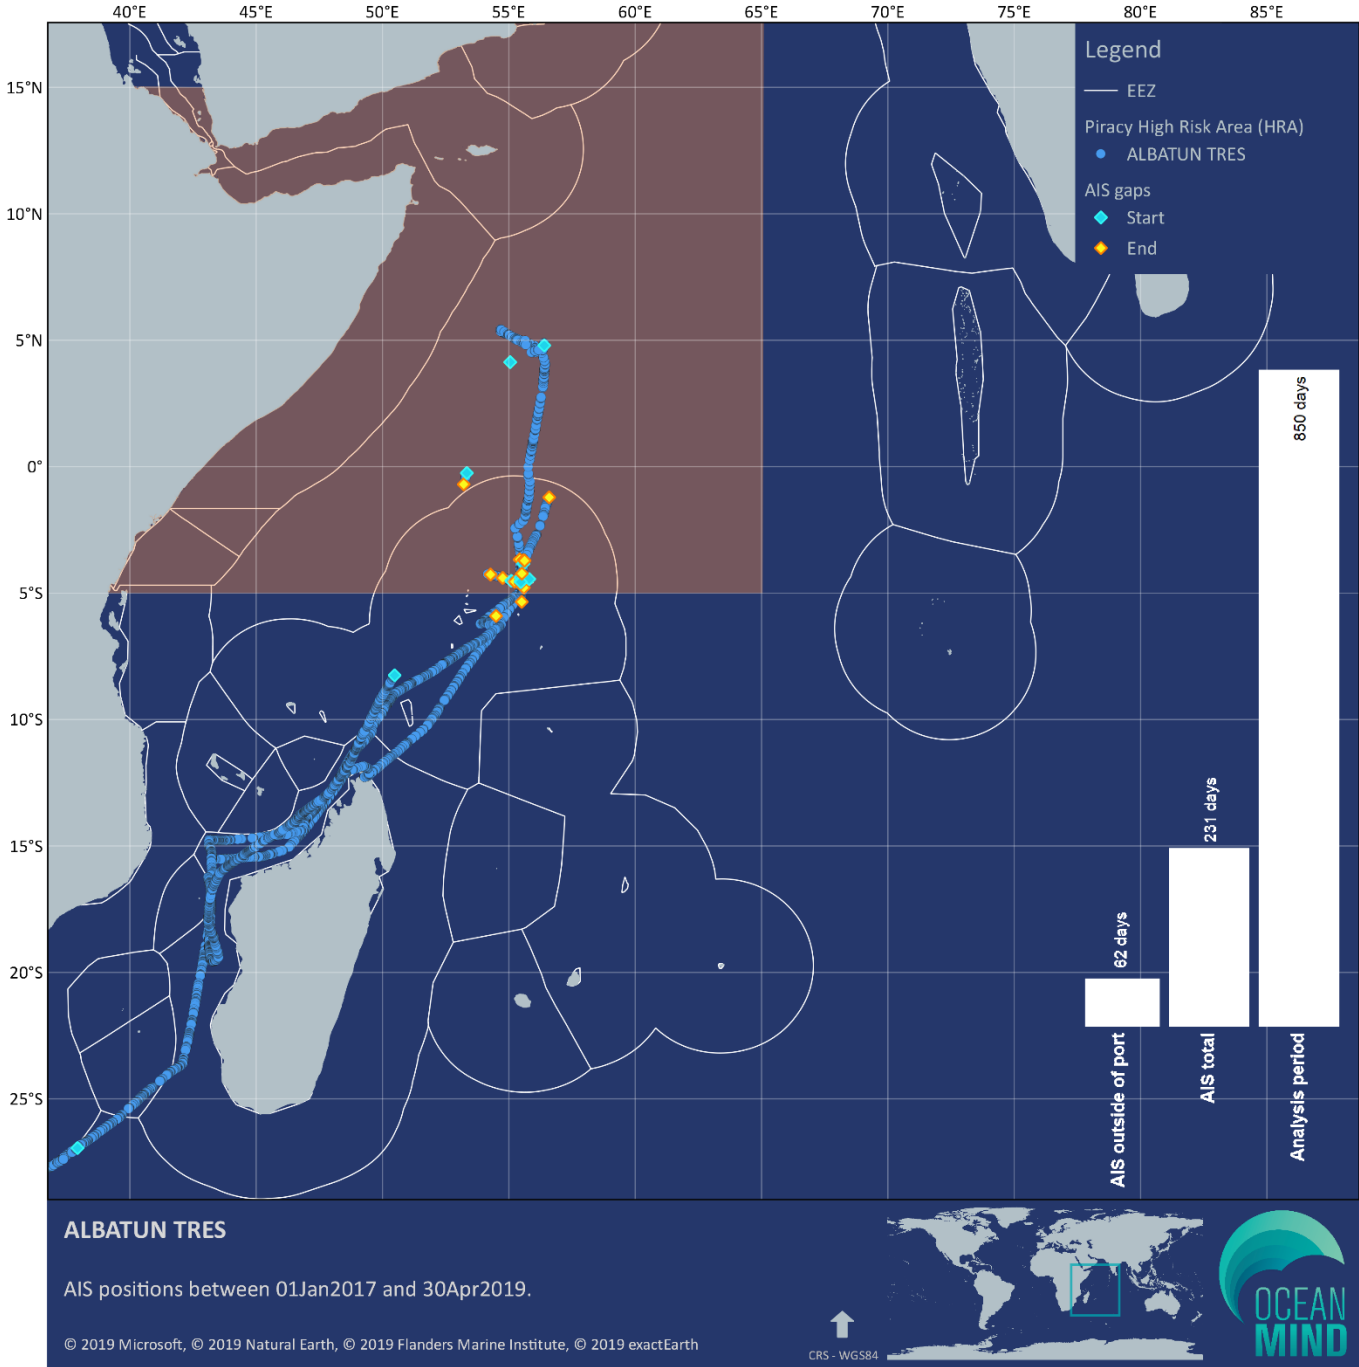 40°E 45°E 50°E 55°E 60°E 65°E 70°E 75°E 80°E 85°E
15°N
10°N
5°N
0°
5°S
10°S
15°S
20°S
25°S
Legend
EEZ
Piracy High Risk Area (HRA)
ALBATUN TRES
AIS gaps
Start
End
62 days
231 days
850 days
AIS outside of port
AIS total
Analysis period
ALBATUN TRES
AIS positions between 01Jan2017 and 30Apr2019.
© 2019 Microsoft, © 2019 Natural Earth, © 2019 Flanders Marine Institute, © 2019 exactEarth
CRS - WGS84
OCEAN
MIND